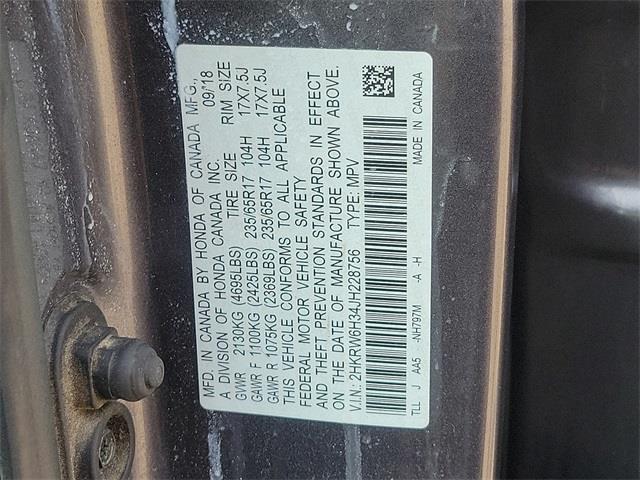 MFD. IN CANADA BY HONDA OF CANADA MFG.,
A DIVISION OF HONDA CANADA INC. 09/18
GVWR 2130KG (4695LBS) TIRE SIZE RIM SIZE
GAWR F 1100KG (2425LBS) 235/65R17 104H 17X7.5J
GAWR R 1075KG (2369LBS) 235/65R17 104H 17X7.5J
THIS VEHICLE CONFORMS TO ALL APPLICABLE
FEDERAL MOTOR VEHICLE SAFETY
AND THEFT PREVENTION STANDARDS IN EFFECT
ON THE DATE OF MANUFACTURE SHOWN ABOVE.
V.I.N.: 2HKRW6H34JH228756 TYPE: MPV
TLL J AA5 -NH797M -A -H MADE IN CANADA